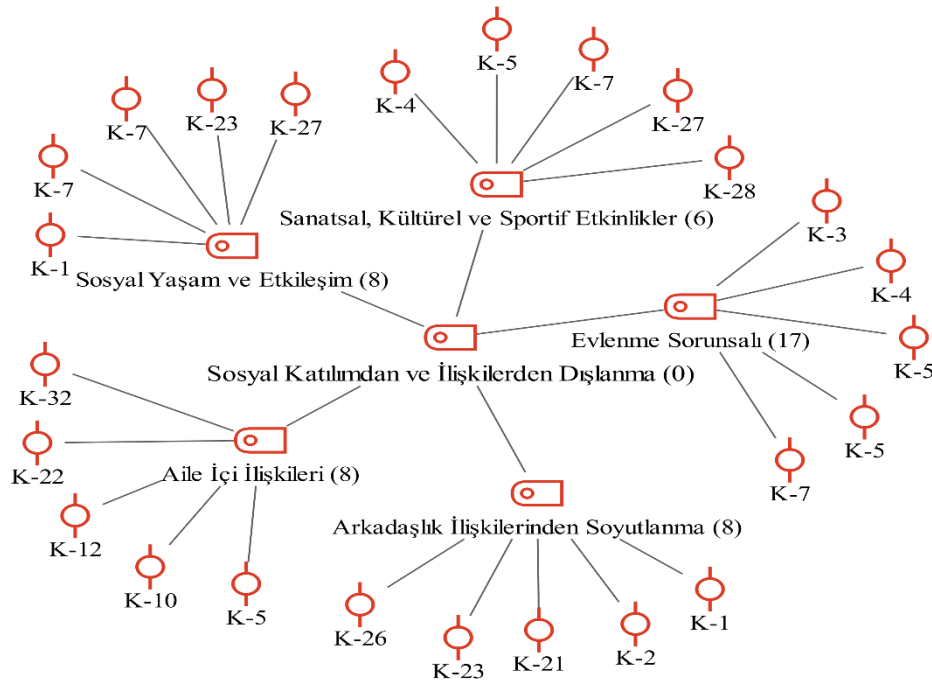 K-5
K-7
K-4
K-27
K-28
Sanatsal, Kültürel ve Sportif Etkinlikler (6)
K-7
K-23
K-27
K-7
K-1
Sosyal Yaşam ve Etkileşim (8)
K-3
K-4
K-5
K-5
K-7
Evlenme Sorunsalı (17)
Sosyal Katılımdan ve İlişkilerden Dışlanma (0)
K-32
K-22
K-12
K-10
K-5
Aile İçi İlişkileri (8)
Arkadaşlık İlişkilerinden Soyutlanma (8)
K-26
K-23
K-21
K-2
K-1